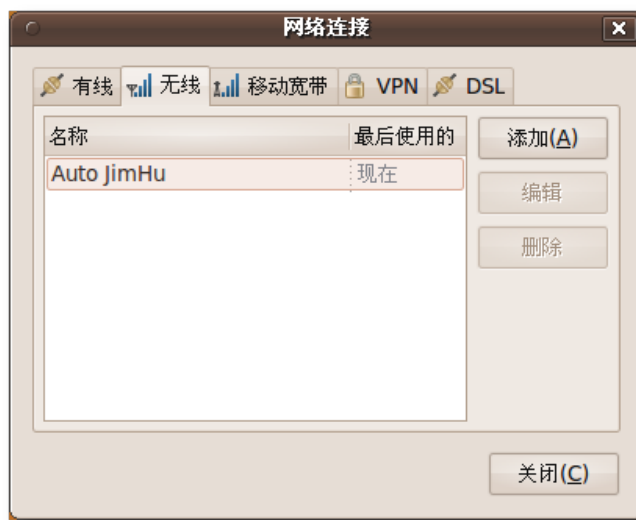 网络连接
有线 无线 移动宽带 VPN DSL
名称 最后使用的 添加(A)
Auto JimHu 现在
编辑
删除
关闭(C)